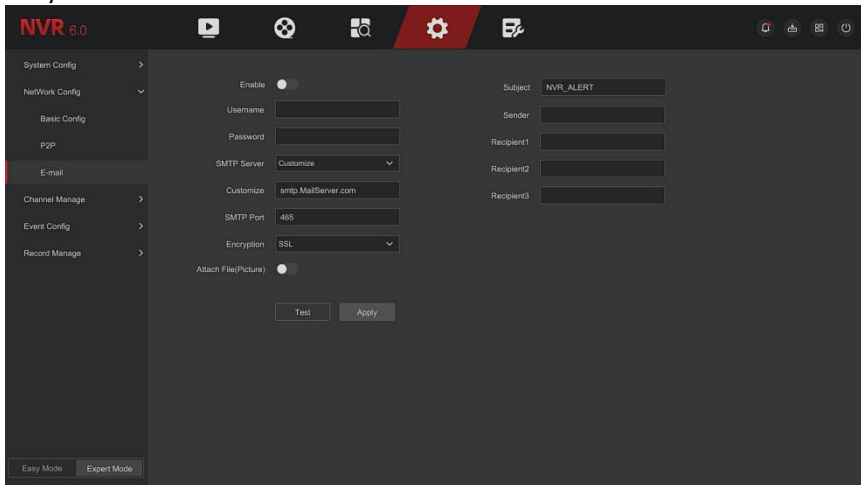 NVR 6.0
System Config
NetWork Config
Basic Config
P2P
E-mail
Channel Manage
Event Config
Record Manage
Easy Mode Expert Mode
Enable
Username
Password
SMTP Server Customize
Customize smtp.MailServer.com
SMTP Port 465
Encryption SSL
Attach File(Picture)
Test Apply
Subject NVR_ALERT
Sender
Recipient1
Recipient2
Recipient3